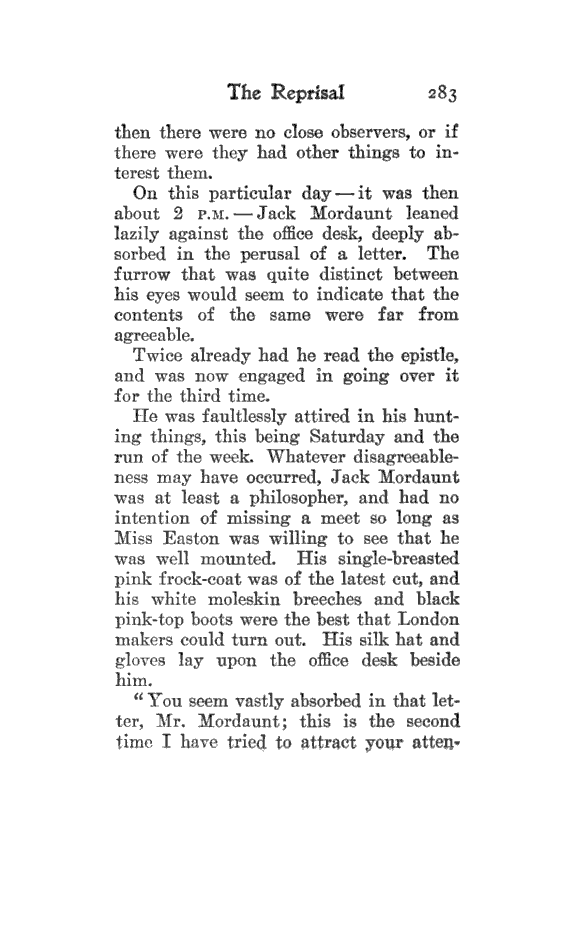 The Reprisal 283
then there were no close observers, or if
there were they had other things to in-
terest them.
On this particular day — it was then
about 2 P.M. — Jack Mordaunt leaned
lazily against the office desk, deeply ab-
sorbed in the perusal of a letter. The
furrow that was quite distinct between
his eyes would seem to indicate that the
contents of the same were far from
agreeable.
Twice already had he read the epistle,
and was now engaged in going over it
for the third time.
He was faultlessly attired in his hunt-
ing things, this being Saturday and the
run of the week. Whatever disagreeable-
ness may have occurred, Jack Mordaunt
was at least a philosopher, and had no
intention of missing a meet so long as
Miss Easton was willing to see that he
was well mounted. His single-breasted
pink frock-coat was of the latest cut, and
his white moleskin breeches and black
pink-top boots were the best that London
makers could turn out. His silk hat and
gloves lay upon the office desk beside
him.
“You seem vastly absorbed in that let-
ter, Mr. Mordaunt; this is the second
time I have tried to attract your atten-